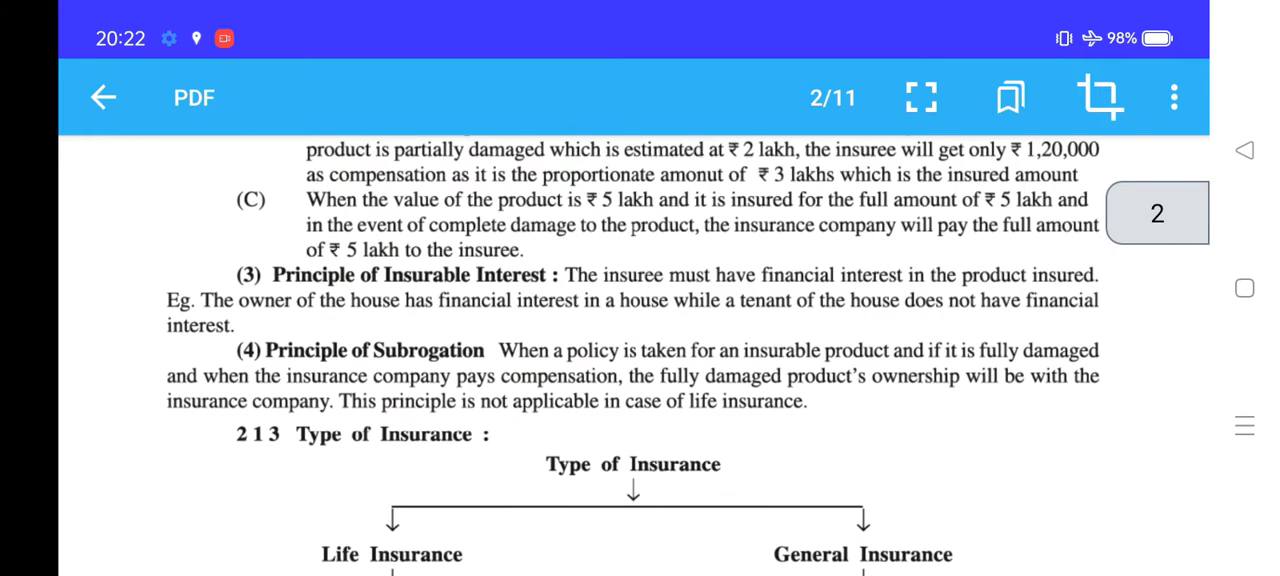 20:22 98%
PDF 2/11
product is partially damaged which is estimated at ₹ 2 lakh, the insuree will get only ₹ 1,20,000
as compensation as it is the proportionate amonut of ₹ 3 lakhs which is the insured amount
(C) When the value of the product is ₹ 5 lakh and it is insured for the full amount of ₹ 5 lakh and
in the event of complete damage to the product, the insurance company will pay the full amount
of ₹ 5 lakh to the insuree.
2
(3) Principle of Insurable Interest : The insuree must have financial interest in the product insured.
Eg. The owner of the house has financial interest in a house while a tenant of the house does not have financial
interest.
(4) Principle of Subrogation When a policy is taken for an insurable product and if it is fully damaged
and when the insurance company pays compensation, the fully damaged product's ownership will be with the
insurance company. This principle is not applicable in case of life insurance.
2 1 3 Type of Insurance :
Type of Insurance
Life Insurance General Insurance